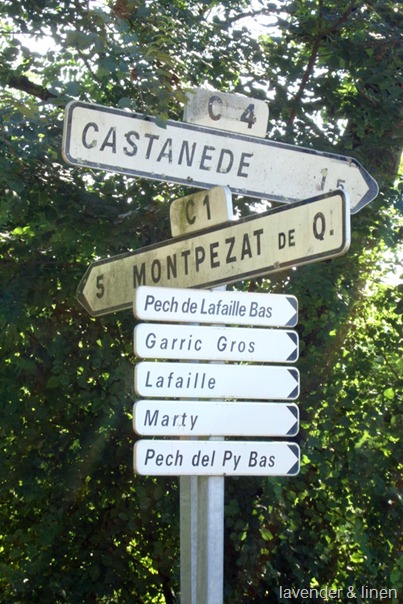 C 4
CASTANEDE 1,5
C 1
5 MONTPEZAT DE Q.
Pech de Lafaille Bas
Garric Gros
Lafaille
Marty
Pech del Py Bas
lavender & linen